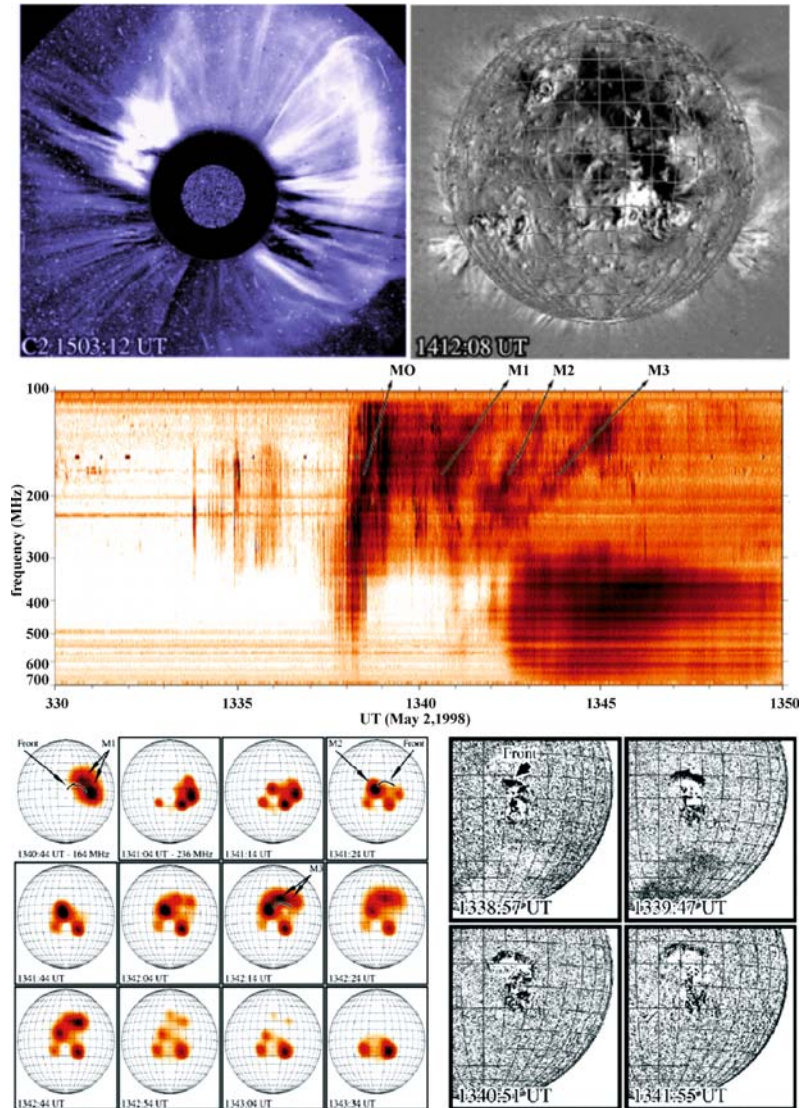 C2 1503:12 UT
1412:08 UT
MO M1 M2 M3
frequency (MHz)
100
200
300
400
500
600
700
330 1335 1340 1345 1350
UT (May 2,1998)
Front M1
1340:44 UT - 164 MHz
1341:04 UT - 236 MHz
1341:14 UT
M2 Front
1341:24 UT
1341:44 UT
1342:04 UT
M3
1342:14 UT
1342:24 UT
1342:44 UT
1342:54 UT
1343:04 UT
1343:34 UT
Front
1338:57 UT
1339:47 UT
1340:51 UT
1341:55 UT